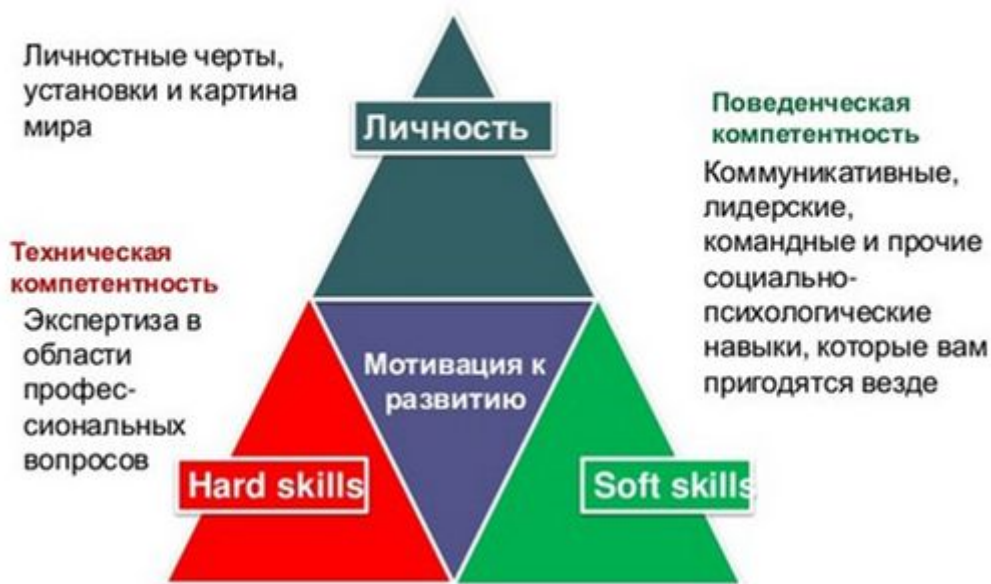 Личностные черты,
установки и картина
мира
Личность
Поведенческая
компетентность
Коммуникативные,
лидерские,
командные и прочие
социально-
психологические
навыки, которые вам
пригодятся везде
Техническая
компетентность
Экспертиза в
области
профес-
сиональных
вопросов
Мотивация к
развитию
Hard skills
Soft skills